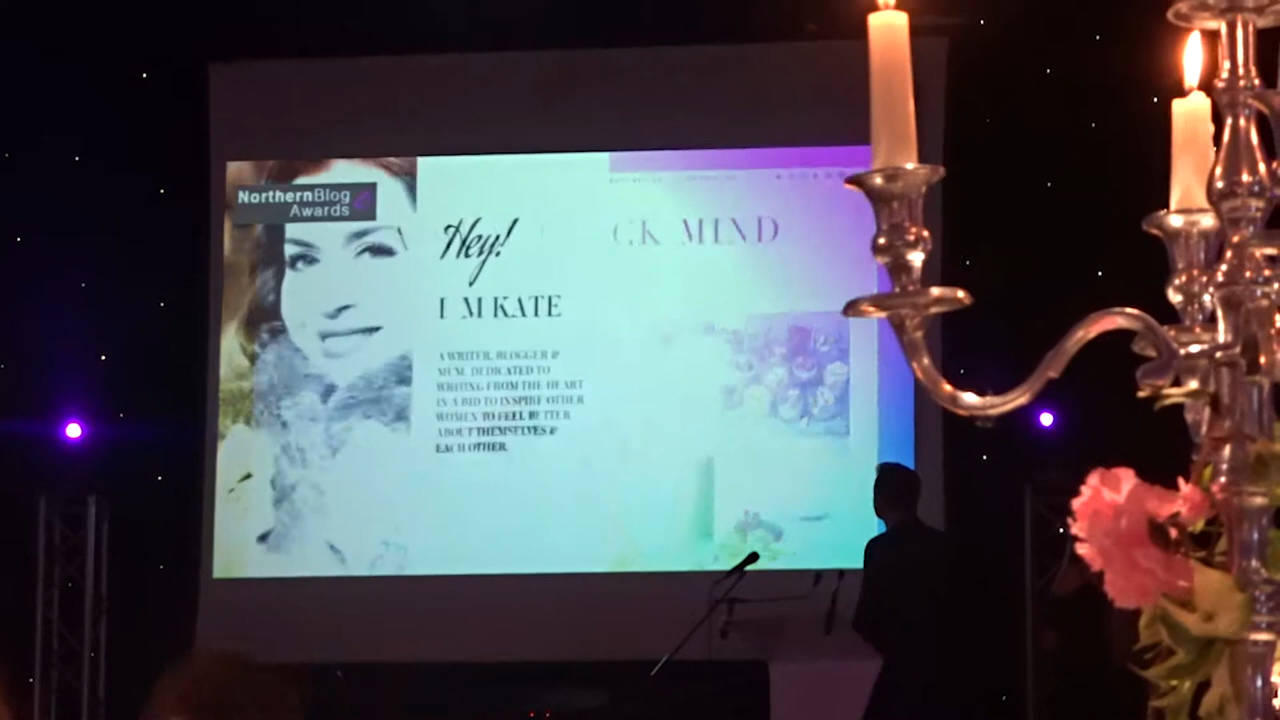 NorthernBlog
Awards
Hey!
CK MIND
I M KATE
A WRITER, BLOGGER &
MUM, DEDICATED TO
WRITING FROM THE HEART
IN A BID TO INSPIRE OTHER
WOMEN TO FEEL BETTER
ABOUT THEMSELVES &
EACH OTHER.